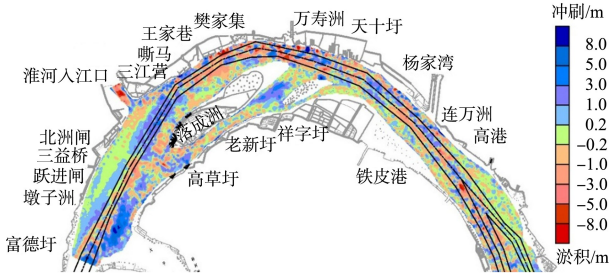 樊家集
万寿洲
王家巷
天十圩
嘶马
杨家湾
淮河入江口
三江营
连万洲
北洲闸
落成洲
祥字圩
高港
三益桥
老新圩
跃进闸
高草圩
铁皮港
墩子洲
富德圩
冲刷/m
8.0
5.0
3.0
1.0
0.2
-0.2
-1.0
-3.0
-5.0
-8.0
淤积/m